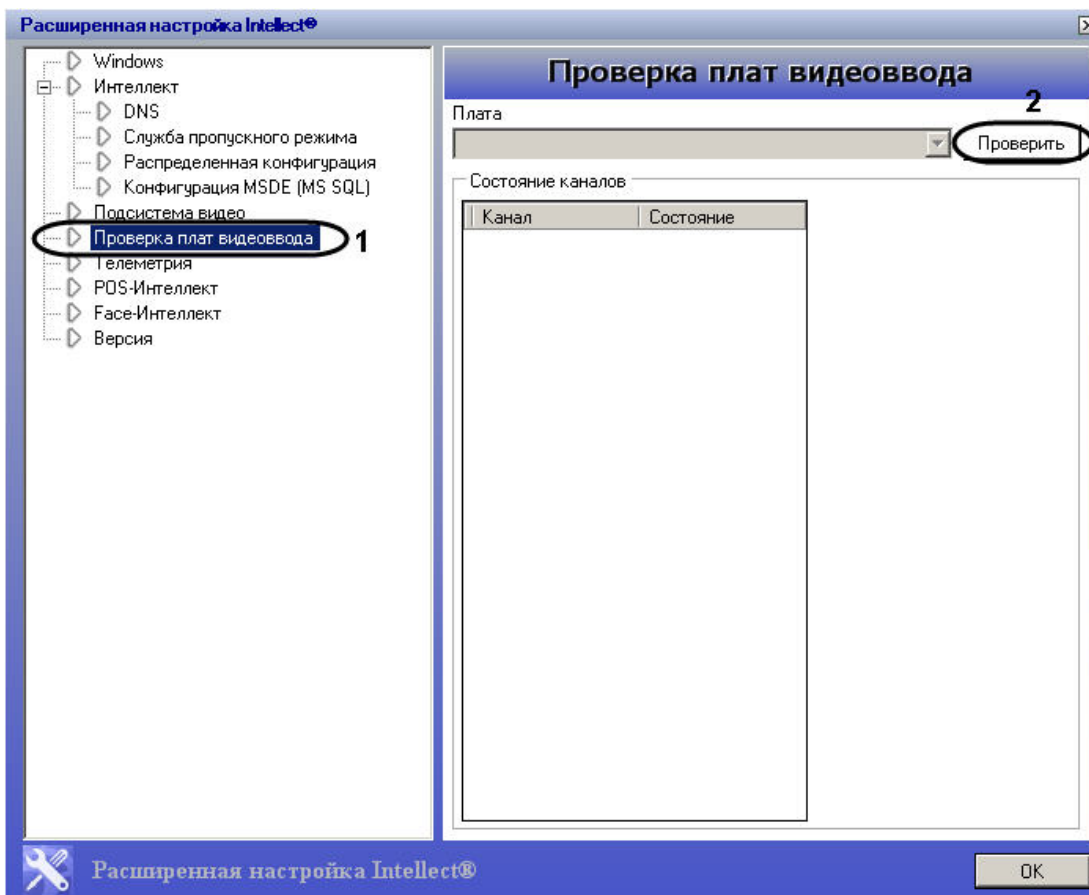 Расширенная настройка Intellect®
Windows
Интеллект
DNS
Служба пропускного режима
Распределенная конфигурация
Конфигурация MSDE (MS SQL)
Подсистема видео
Проверка плат видеоввода 1
Телеметрия
POS-Интеллект
Face-Интеллект
Версия
Проверка плат видеоввода
Плата
2
Проверить
Состояние каналов
Канал Состояние
Расширенная настройка Intellect®
OK